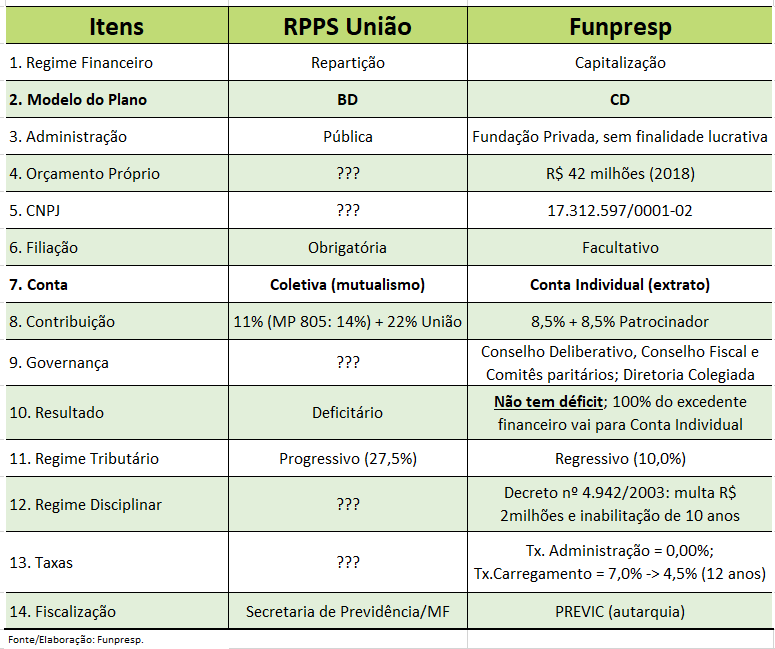 Itens RPPS União Funpresp
1. Regime Financeiro Repartição Capitalização
2. Modelo do Plano BD CD
3. Administração Pública Fundação Privada, sem finalidade lucrativa
4. Orçamento Próprio ??? R$ 42 milhões (2018)
5. CNPJ ??? 17.312.597/0001-02
6. Filiação Obrigatória Facultativo
7. Conta Coletiva (mutualismo) Conta Individual (extrato)
8. Contribuição 11% (MP 805: 14%) + 22% União 8,5% + 8,5% Patrocinador
9. Governança ??? Conselho Deliberativo, Conselho Fiscal e
Comitês paritários; Diretoria Colegiada
10. Resultado Deficitário Não tem déficit; 100% do excedente
financeiro vai para Conta Individual
11. Regime Tributário Progressivo (27,5%) Regressivo (10,0%)
12. Regime Disciplinar ??? Decreto nº 4.942/2003: multa R$
2milhões e inabilitação de 10 anos
13. Taxas ??? Tx. Administração = 0,00%;
Tx.Carregamento = 7,0% -> 4,5% (12 anos)
14. Fiscalização Secretaria de Previdência/MF PREVIC (autarquia)
Fonte/Elaboração: Funpresp.